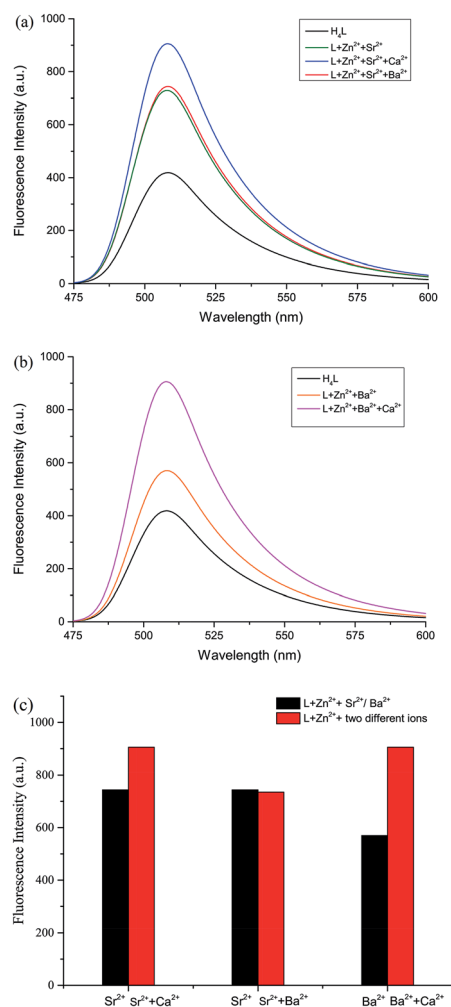 (a)
H₄L
L+Zn²⁺+Sr²⁺
L+Zn²⁺+Sr²⁺+Ca²⁺
L+Zn²⁺+Sr²⁺+Ba²⁺
Fluorescence Intensity (a.u.)
1000
800
600
400
200
0
475 500 525 550 575 600
Wavelength (nm)
(b)
H₄L
L+Zn²⁺+Ba²⁺
L+Zn²⁺+Ba²⁺+Ca²⁺
Fluorescence Intensity (a.u.)
1000
800
600
400
200
0
475 500 525 550 575 600
Wavelength (nm)
(c)
L+Zn²⁺+ Sr²⁺/ Ba²⁺
L+Zn²⁺+ two different ions
Fluorescence Intensity (a.u.)
1000
800
600
400
200
0
Sr²⁺ Sr²⁺+Ca²⁺ Sr²⁺ Sr²⁺+Ba²⁺ Ba²⁺ Ba²⁺+Ca²⁺